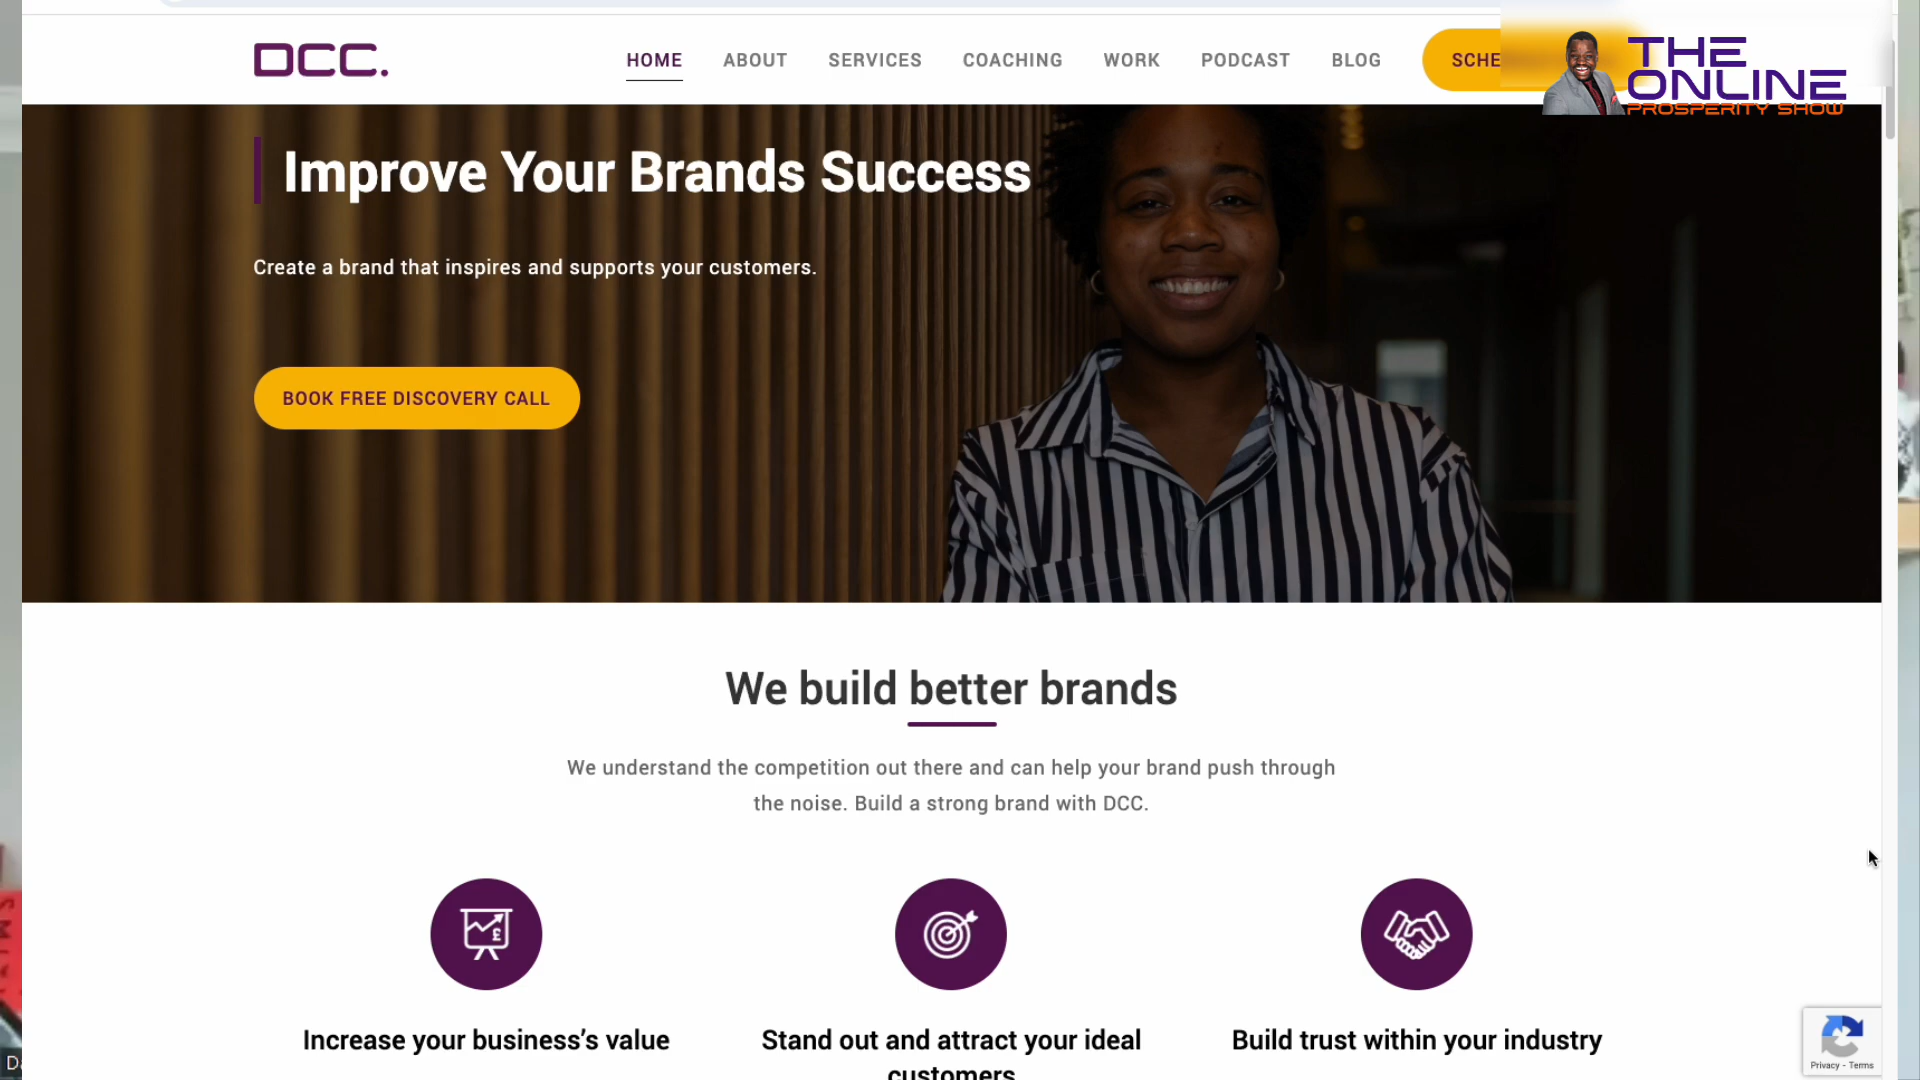 DCC.
HOME ABOUT SERVICES COACHING WORK PODCAST BLOG
THE
ONLINE
PROSPERITY SHOW
Improve Your Brands Success
Create a brand that inspires and supports your customers.
BOOK FREE DISCOVERY CALL
We build better brands
We understand the competition out there and can help your brand push through
the noise. Build a strong brand with DCC.
£
Increase your business’s value
Stand out and attract your ideal
customers
Build trust within your industry
Privacy - Terms